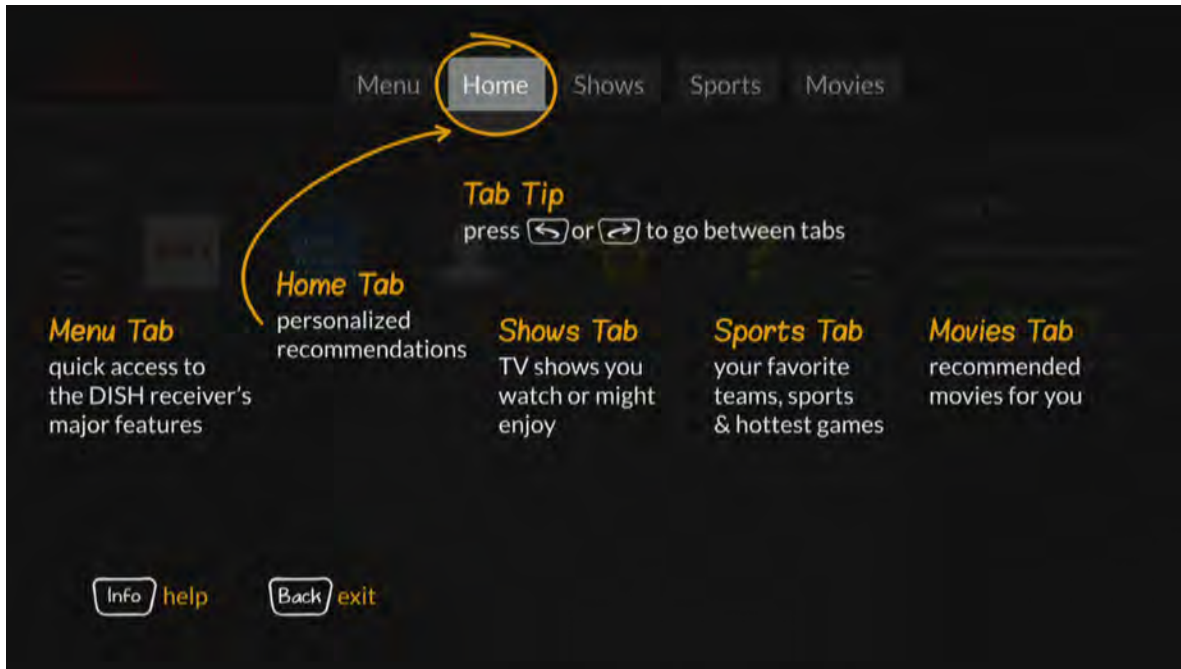 Menu Home Shows Sports Movies
Tab Tip
press or to go between tabs
Home Tab
personalized
recommendations
Menu Tab
quick access to
the DISH receiver's
major features
Shows Tab
TV shows you
watch or might
enjoy
Sports Tab
your favorite
teams, sports
& hottest games
Movies Tab
recommended
movies for you
Info help
Back exit